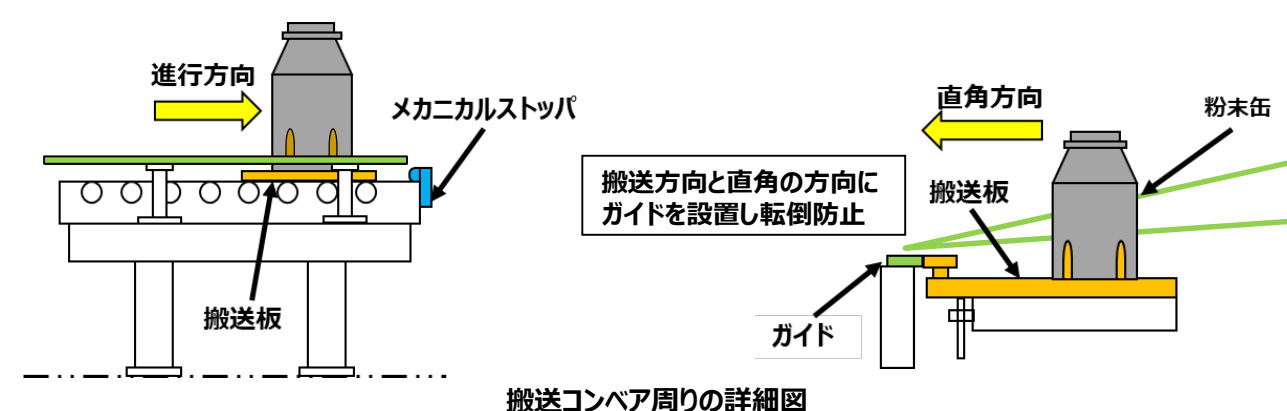 進行方向
メカニカルストッパ
搬送板
直角方向
粉末缶
搬送方向と直角の方向に
ガイドを設置し転倒防止
搬送板
ガイド
搬送コンベア周りの詳細図